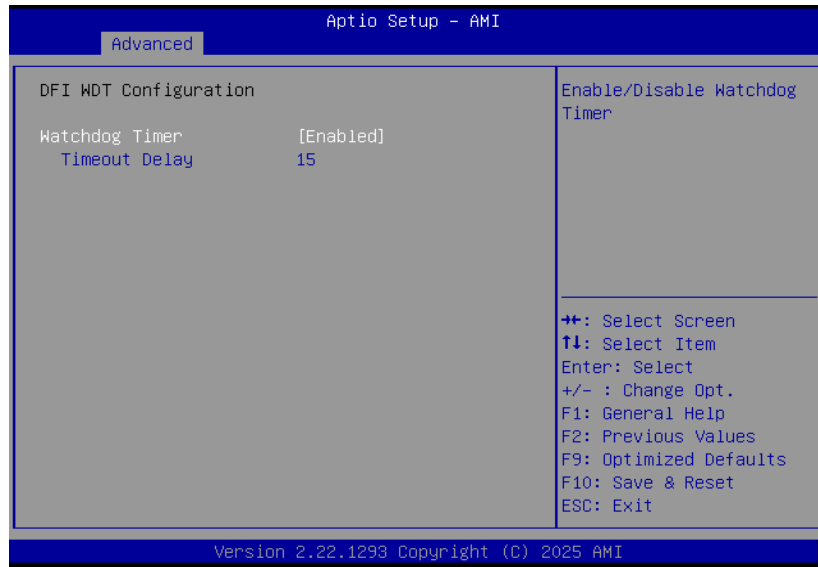 Aptio Setup - AMI
Advanced
DFI WDT Configuration
Watchdog Timer [Enabled]
Timeout Delay 15
Enable/Disable Watchdog
Timer
→←: Select Screen
↑↓: Select Item
Enter: Select
+/- : Change Opt.
F1: General Help
F2: Previous Values
F9: Optimized Defaults
F10: Save & Reset
ESC: Exit
Version 2.22.1293 Copyright (C) 2025 AMI